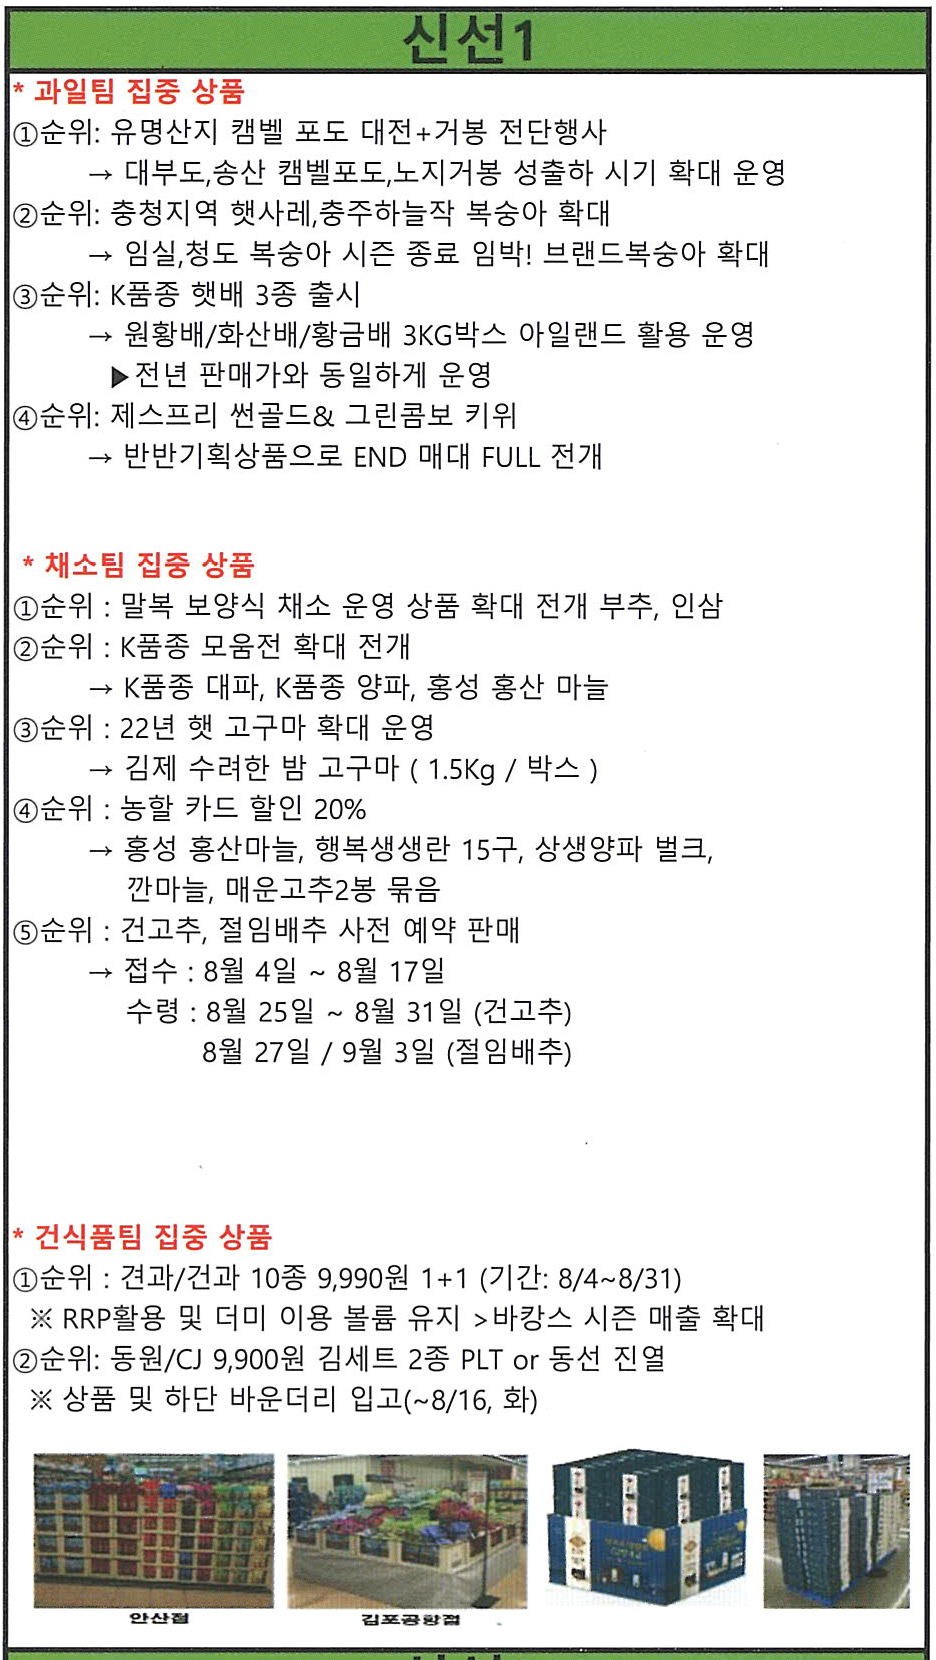 신선1
* 과일팀 집중 상품
①순위: 유명산지 캠벨 포도 대전+거봉 전단행사
→ 대부도,송산 캠벨포도,노지거봉 성출하 시기 확대 운영
②순위: 충청지역 햇사레,충주하늘작 복숭아 확대
→ 임실,청도 복숭아 시즌 종료 임박! 브랜드복숭아 확대
③순위: K품종 햇배 3종 출시
→ 원황배/화산배/황금배 3KG박스 아일랜드 활용 운영
▶전년 판매가와 동일하게 운영
④순위: 제스프리 썬골드& 그린콤보 키위
→ 반반기획상품으로 END 매대 FULL 전개
* 채소팀 집중 상품
①순위 : 말복 보양식 채소 운영 상품 확대 전개 부추, 인삼
②순위 : K품종 모움전 확대 전개
→ K품종 대파, K품종 양파, 홍성 홍산 마늘
③순위 : 22년 햇 고구마 확대 운영
→ 김제 수려한 밤 고구마 ( 1.5Kg / 박스 )
④순위 : 농할 카드 할인 20%
→ 홍성 홍산마늘, 행복생생란 15구, 상생양파 벌크,
깐마늘, 매운고추2봉 묶음
⑤순위 : 건고추, 절임배추 사전 예약 판매
→ 접수 : 8월 4일 ~ 8월 17일
수령 : 8월 25일 ~ 8월 31일 (건고추)
8월 27일 / 9월 3일 (절임배추)
* 건식품팀 집중 상품
①순위 : 견과/건과 10종 9,990원 1+1 (기간: 8/4~8/31)
※ RRP활용 및 더미 이용 볼륨 유지 >바캉스 시즌 매출 확대
②순위: 동원/CJ 9,900원 김세트 2종 PLT or 동선 진열
※ 상품 및 하단 바운더리 입고(~8/16, 화)
안산점
김포공항점